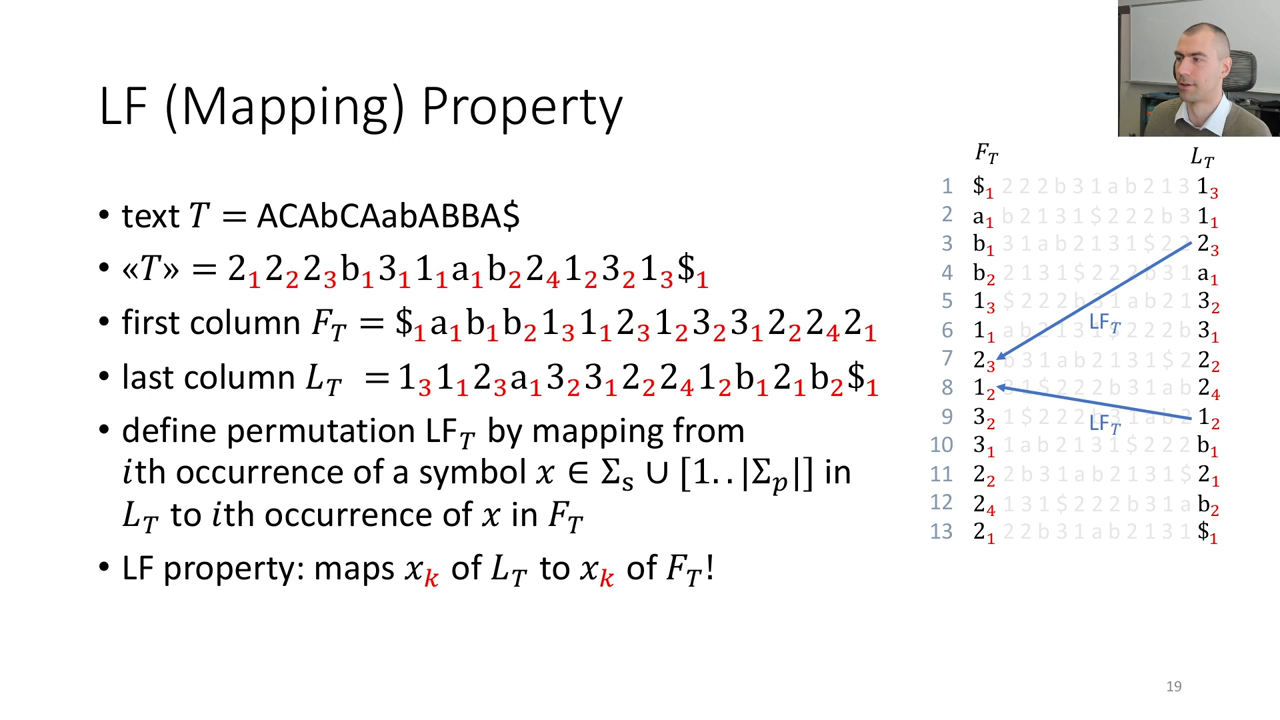 LF (Mapping) Property
• text T = ACAbCAabABBA$
• «T» = 2₁2₂2₃b₁3₁1₁a₁b₂2₄1₂3₂1₃$₁
• first column F_T = $₁a₁b₁b₂1₃1₁2₃1₂3₂3₁2₂2₄2₁
• last column L_T = 1₃1₁2₃a₁3₂3₁2₂2₄1₂b₁2₁b₂$₁
• define permutation LF_T by mapping from
ith occurrence of a symbol x ∈ Σ_s ∪ [1..|Σ_p|] in
L_T to ith occurrence of x in F_T
• LF property: maps x_k of L_T to x_k of F_T!
F_T L_T
1 $₁ 2 2 2 b 3 1 a b 2 1 3 1₃
2 a₁ b 2 1 3 1 $ 2 2 2 b 3 1₁
3 b₁ 3 1 a b 2 1 3 1 $ 2 2 2₃
4 b₂ 2 1 3 1 $ 2 2 2 b 3 1 a₁
5 1₃ $ 2 2 2 b 3 1 a b 2 1 3₂
6 1₁ a b 2 1 3 1 $ 2 2 2 b 3₁
LF_T
7 2₃ b 3 1 a b 2 1 3 1 $ 2 2₂
8 1₂ 3 1 $ 2 2 2 b 3 1 a b 2₄
9 3₂ 1 $ 2 2 2 b 3 1 a b 2 1₂
LF_T
10 3₁ 1 a b 2 1 3 1 $ 2 2 2 b₁
11 2₂ 2 b 3 1 a b 2 1 3 1 $ 2₁
12 2₄ 1 3 1 $ 2 2 2 b 3 1 a b₂
13 2₁ 2 2 b 3 1 a b 2 1 3 1 $₁
19